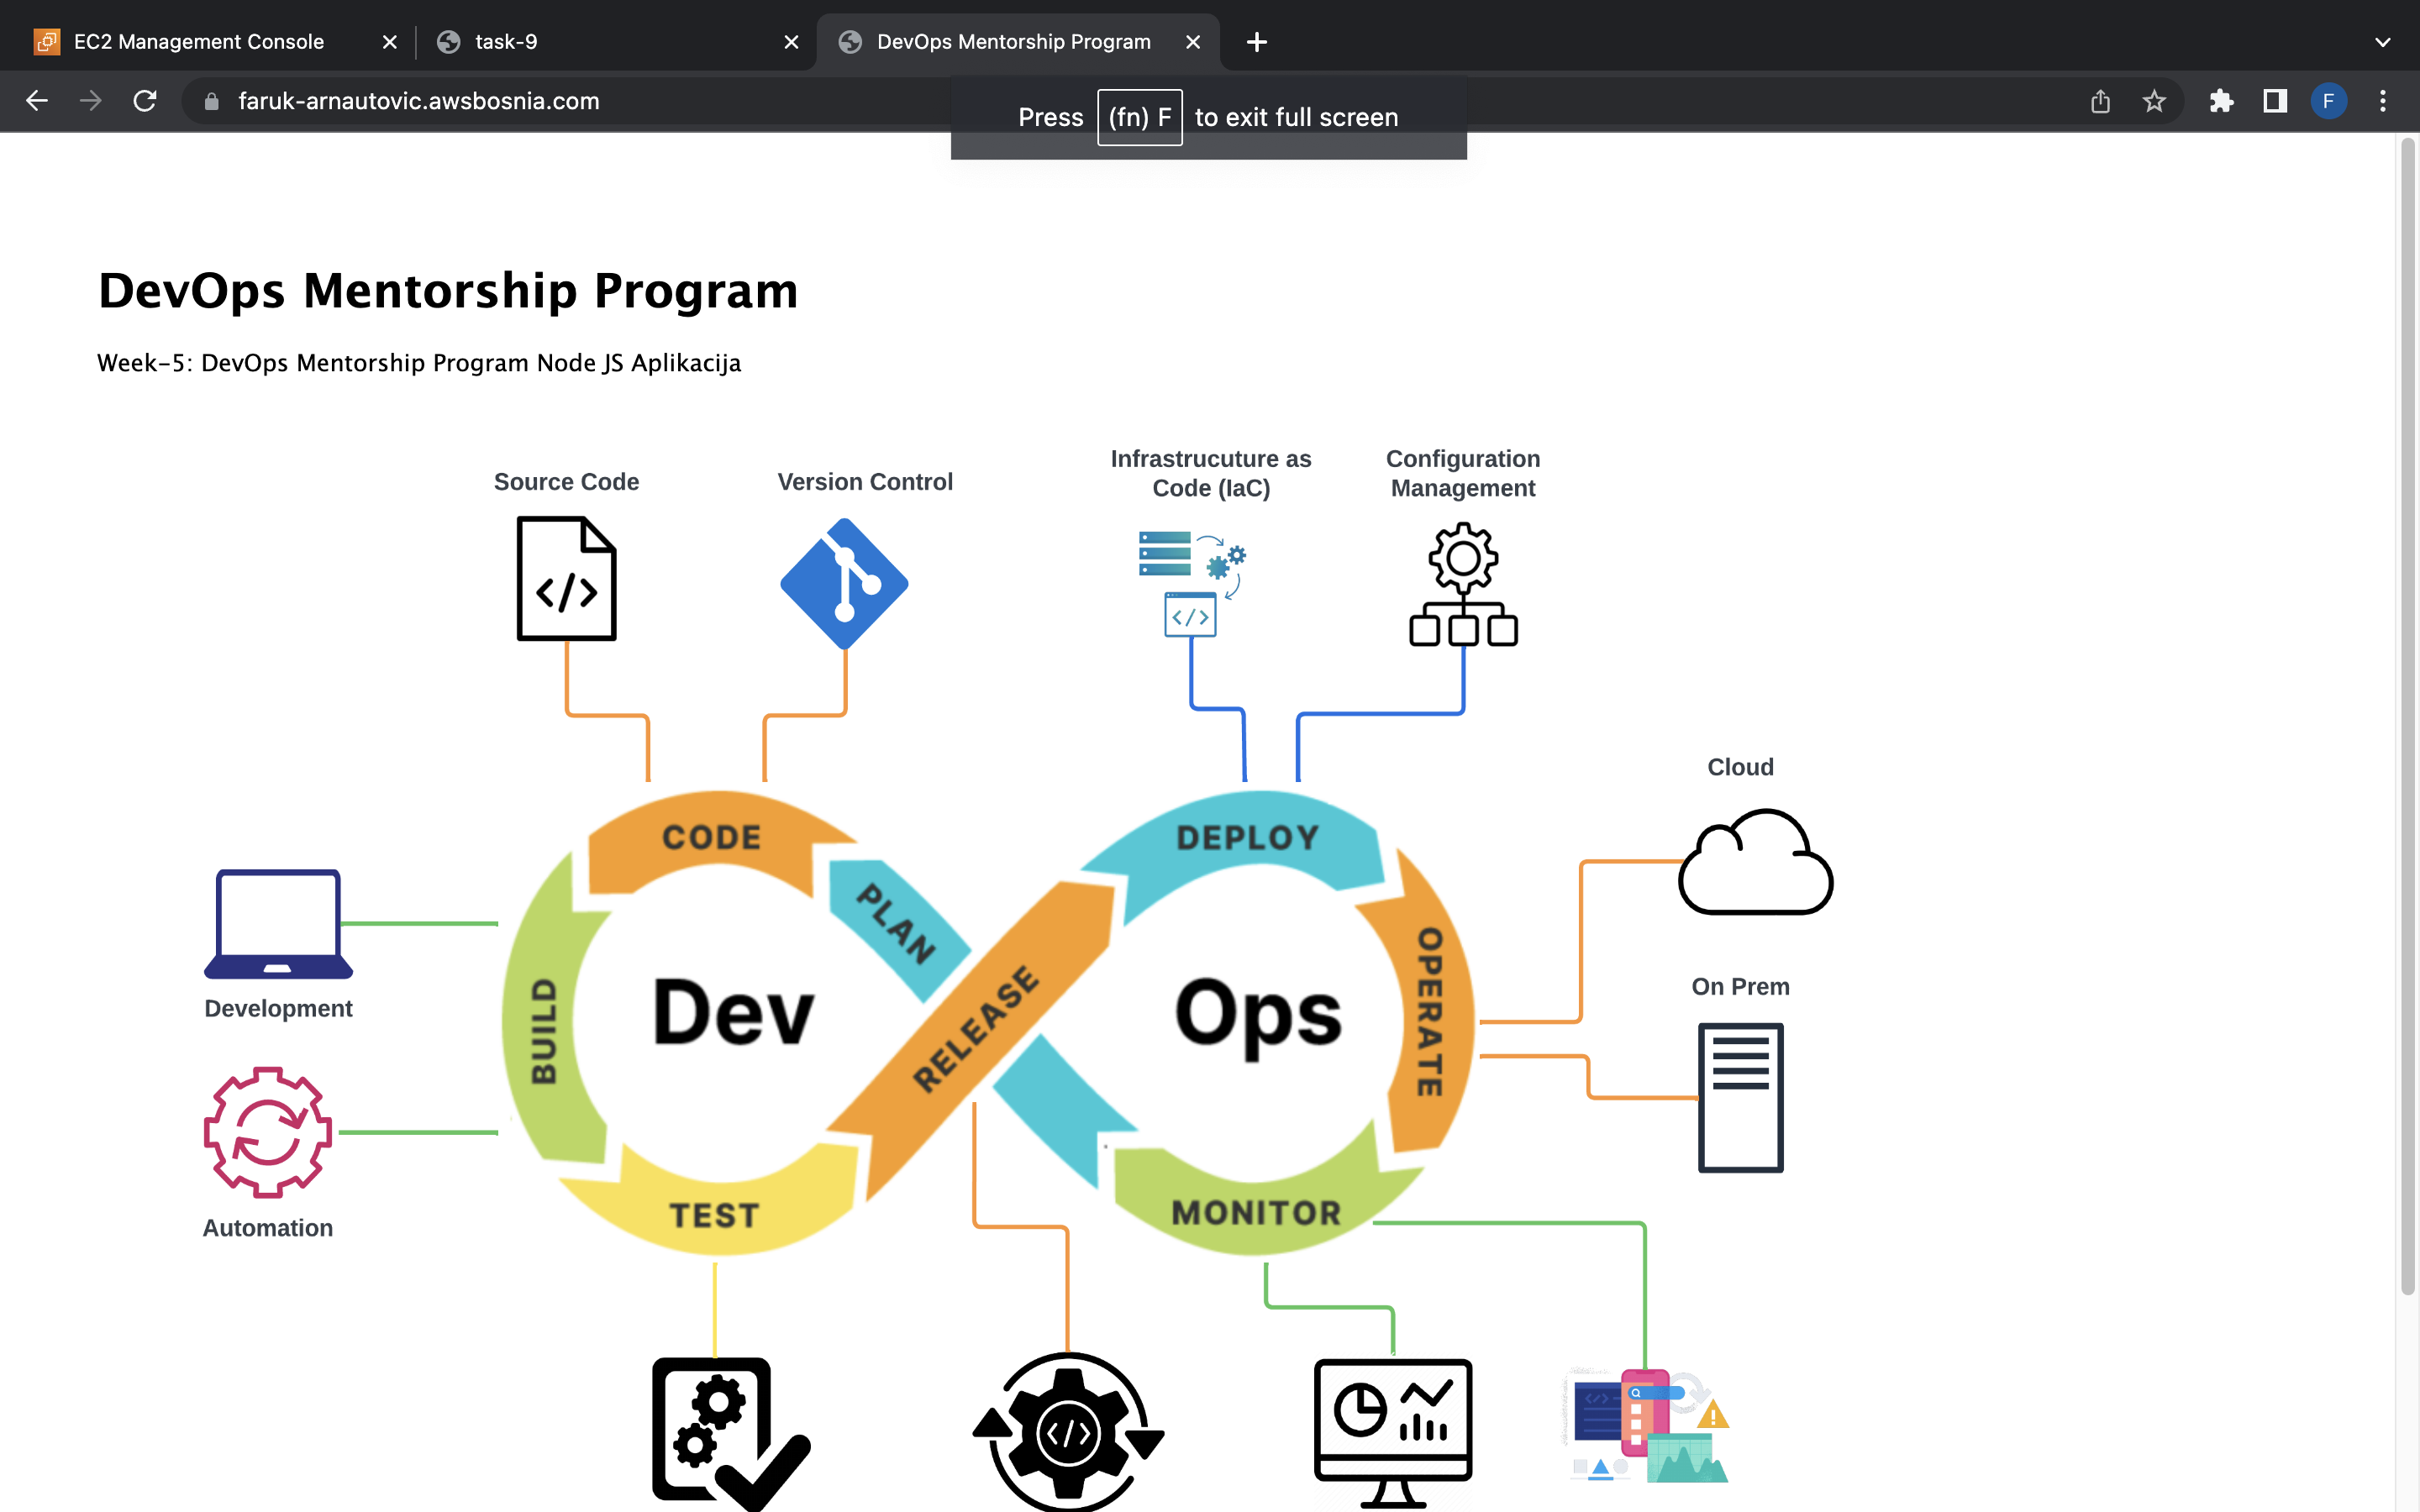 EC2 Management Console
task-9
DevOps Mentorship Program
faruk-arnautovic.awsbosnia.com
F
Press (fn) F to exit full screen
DevOps Mentorship Program
Week-5: DevOps Mentorship Program Node JS Aplikacija
Source Code
Version Control
Infrastrucuture as
Code (IaC)
Configuration
Management
</>
</>
Cloud
CODE
PLAN
DEPLOY
OPERATE
Development
BUILD
Dev
RELEASE
Ops
On Prem
Automation
TEST
MONITOR
</>
</>